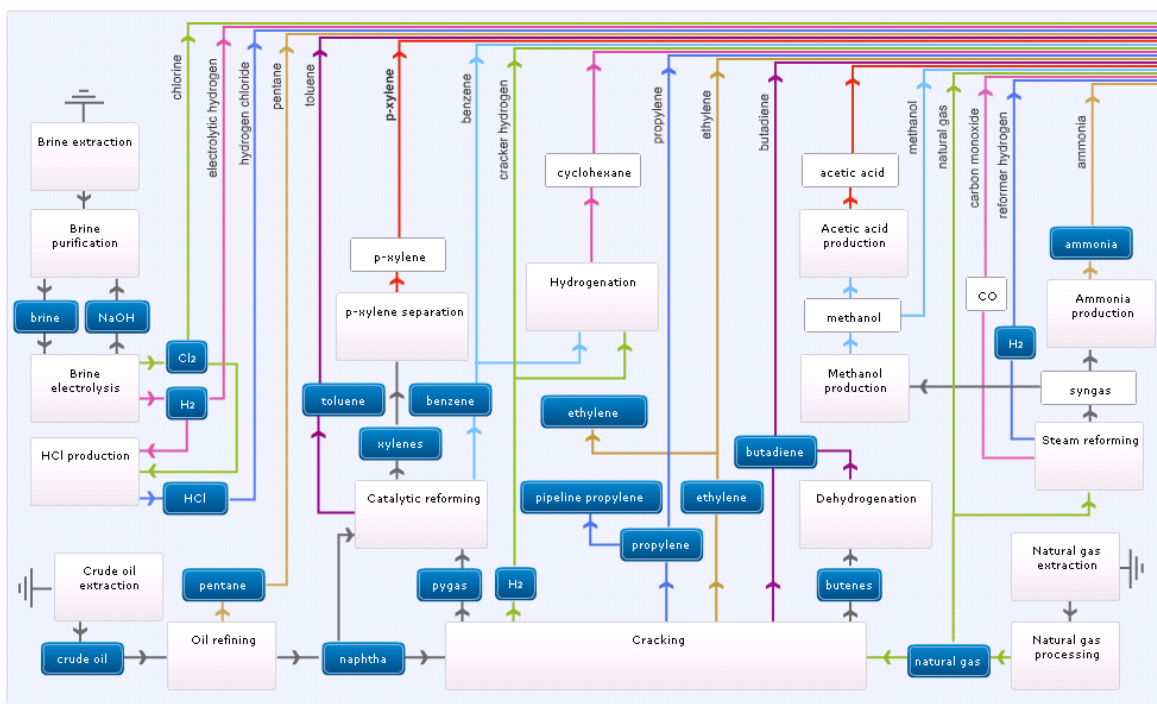 chlorine
electrolytic hydrogen
hydrogen chloride
pentane
toluene
p-xylene
benzene
cracker hydrogen
propylene
ethylene
butadiene
methanol
natural gas
carbon monoxide
reformer hydrogen
ammonia
Brine extraction
cyclohexane
acetic acid
Brine
purification
p-xylene
Acetic acid
production
ammonia
Hydrogenation
CO
Ammonia
production
brine
NaOH
p-xylene separation
methanol
H2
Cl2
Brine
electrolysis
Methanol
production
syngas
H2
toluene
benzene
ethylene
xylenes
butadiene
Steam reforming
HCl production
HCl
Catalytic reforming
pipeline propylene
ethylene
Dehydrogenation
propylene
Crude oil
extraction
pentane
pygas
H2
butenes
Natural gas
extraction
Oil refining
Cracking
Natural gas
processing
crude oil
naphtha
natural gas